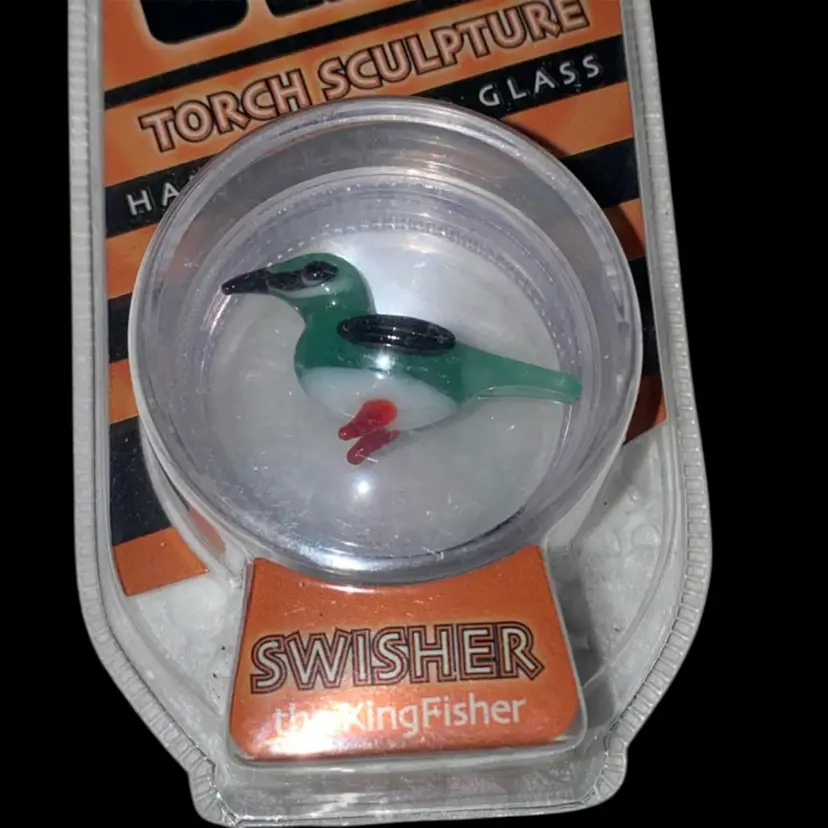 TORCH SCULPTURE
GLASS
SWISHER
the KingFisher